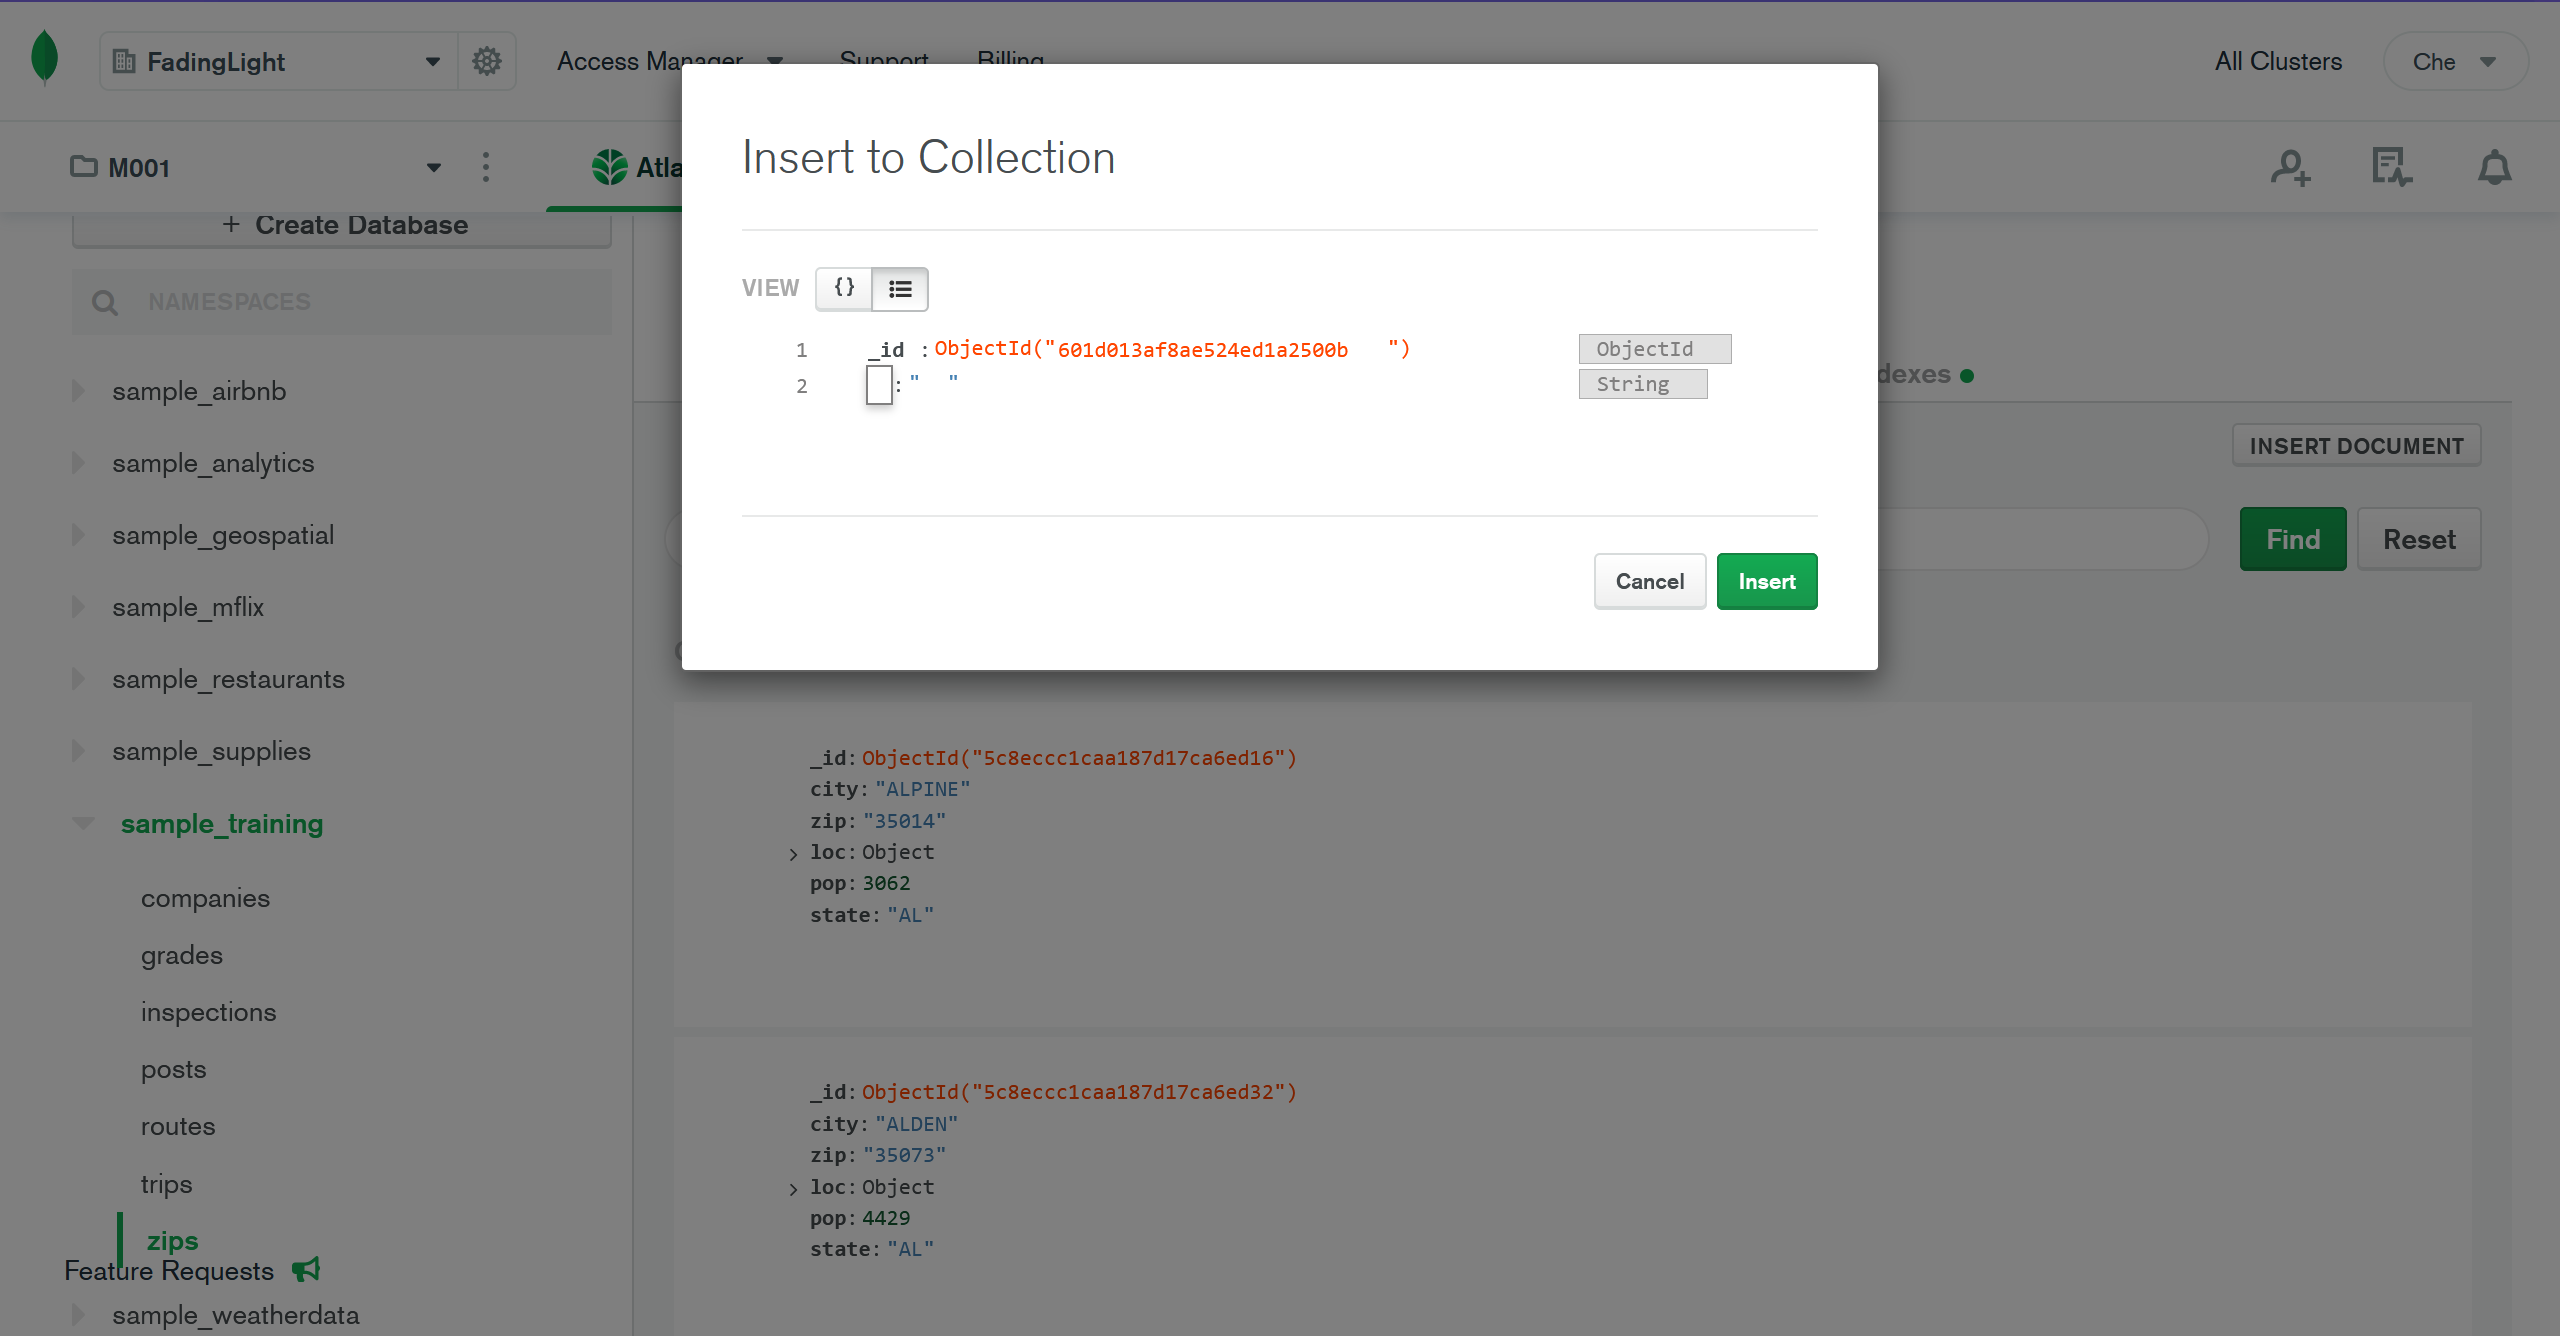 FadingLight
Access Manager Support Billing
All Clusters
Che
M001
+ Create Database
NAMESPACES
sample_airbnb
sample_analytics
sample_geospatial
sample_mflix
sample_restaurants
sample_supplies
sample_training
companies
grades
inspections
posts
routes
trips
zips
Feature Requests
sample_weatherdata
Atla
Insert to Collection
VIEW {}
1 _id : ObjectId("601d013af8ae524ed1a2500b ") ObjectId
2 : " " String
Cancel Insert
dexes
INSERT DOCUMENT
Find Reset
_id: ObjectId("5c8eccc1caa187d17ca6ed16")
city: "ALPINE"
zip: "35014"
> loc: Object
pop: 3062
state: "AL"
_id: ObjectId("5c8eccc1caa187d17ca6ed32")
city: "ALDEN"
zip: "35073"
> loc: Object
pop: 4429
state: "AL"